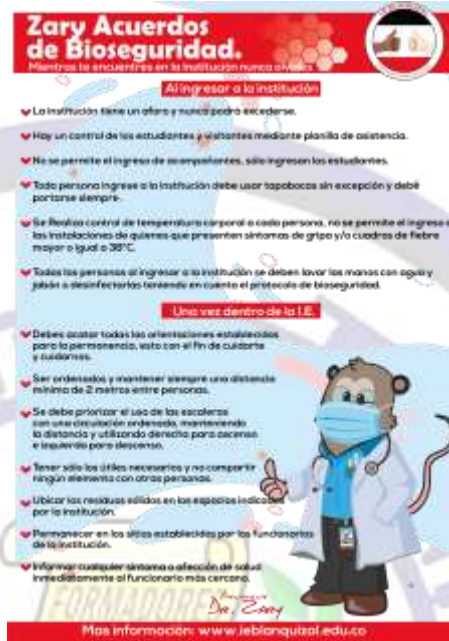 Zary Acuerdos
de Bioseguridad.
Mientras te encuentres en la Institución nunca olvides
Al ingresar a la institución
La institución tiene un aforo y nunca podrá excederse.
Hay un control de los estudiantes y visitantes mediante planilla de asistencia.
No se permite el ingreso de acompañantes, sólo ingresan los estudiantes.
Toda persona ingrese a la institución debe usar tapabocas sin excepción y debe
portarse siempre.
Se Realiza control de temperatura corporal a cada persona, no se permite el ingreso a
las instalaciones de quienes que presenten síntomas de gripa y/o cuadros de fiebre
mayor o igual a 38°C.
Todas las personas al ingresar a la institución se deben lavar las manos con agua y
jabón o desinfectarlas teniendo en cuenta el protocolo de bioseguridad.
Una vez dentro de la I.E.
Debes acatar todas las orientaciones establecidas
para la permanencia, esto con el fin de cuidarte
y cuidarnos.
Ser ordenados y mantener siempre una distancia
mínima de 2 metros entre personas.
Se debe priorizar el uso de las escaleras
con una circulación ordenada, manteniendo
la distancia y utilizando derecha para ascenso
e izquierda para descenso.
Tener sólo los útiles necesarios y no compartir
ningún elemento con otras personas.
Ubicar los residuos sólidos en los espacios indicados
por la institución.
Permanecer en los sitios establecidos por los funcionarios
de la institución.
Informar cualquier síntoma o afección de salud
inmediatamente al funcionario más cercano.
FORMADORES
Dr. Zary
Mas información: www.ieblanquizal.edu.co